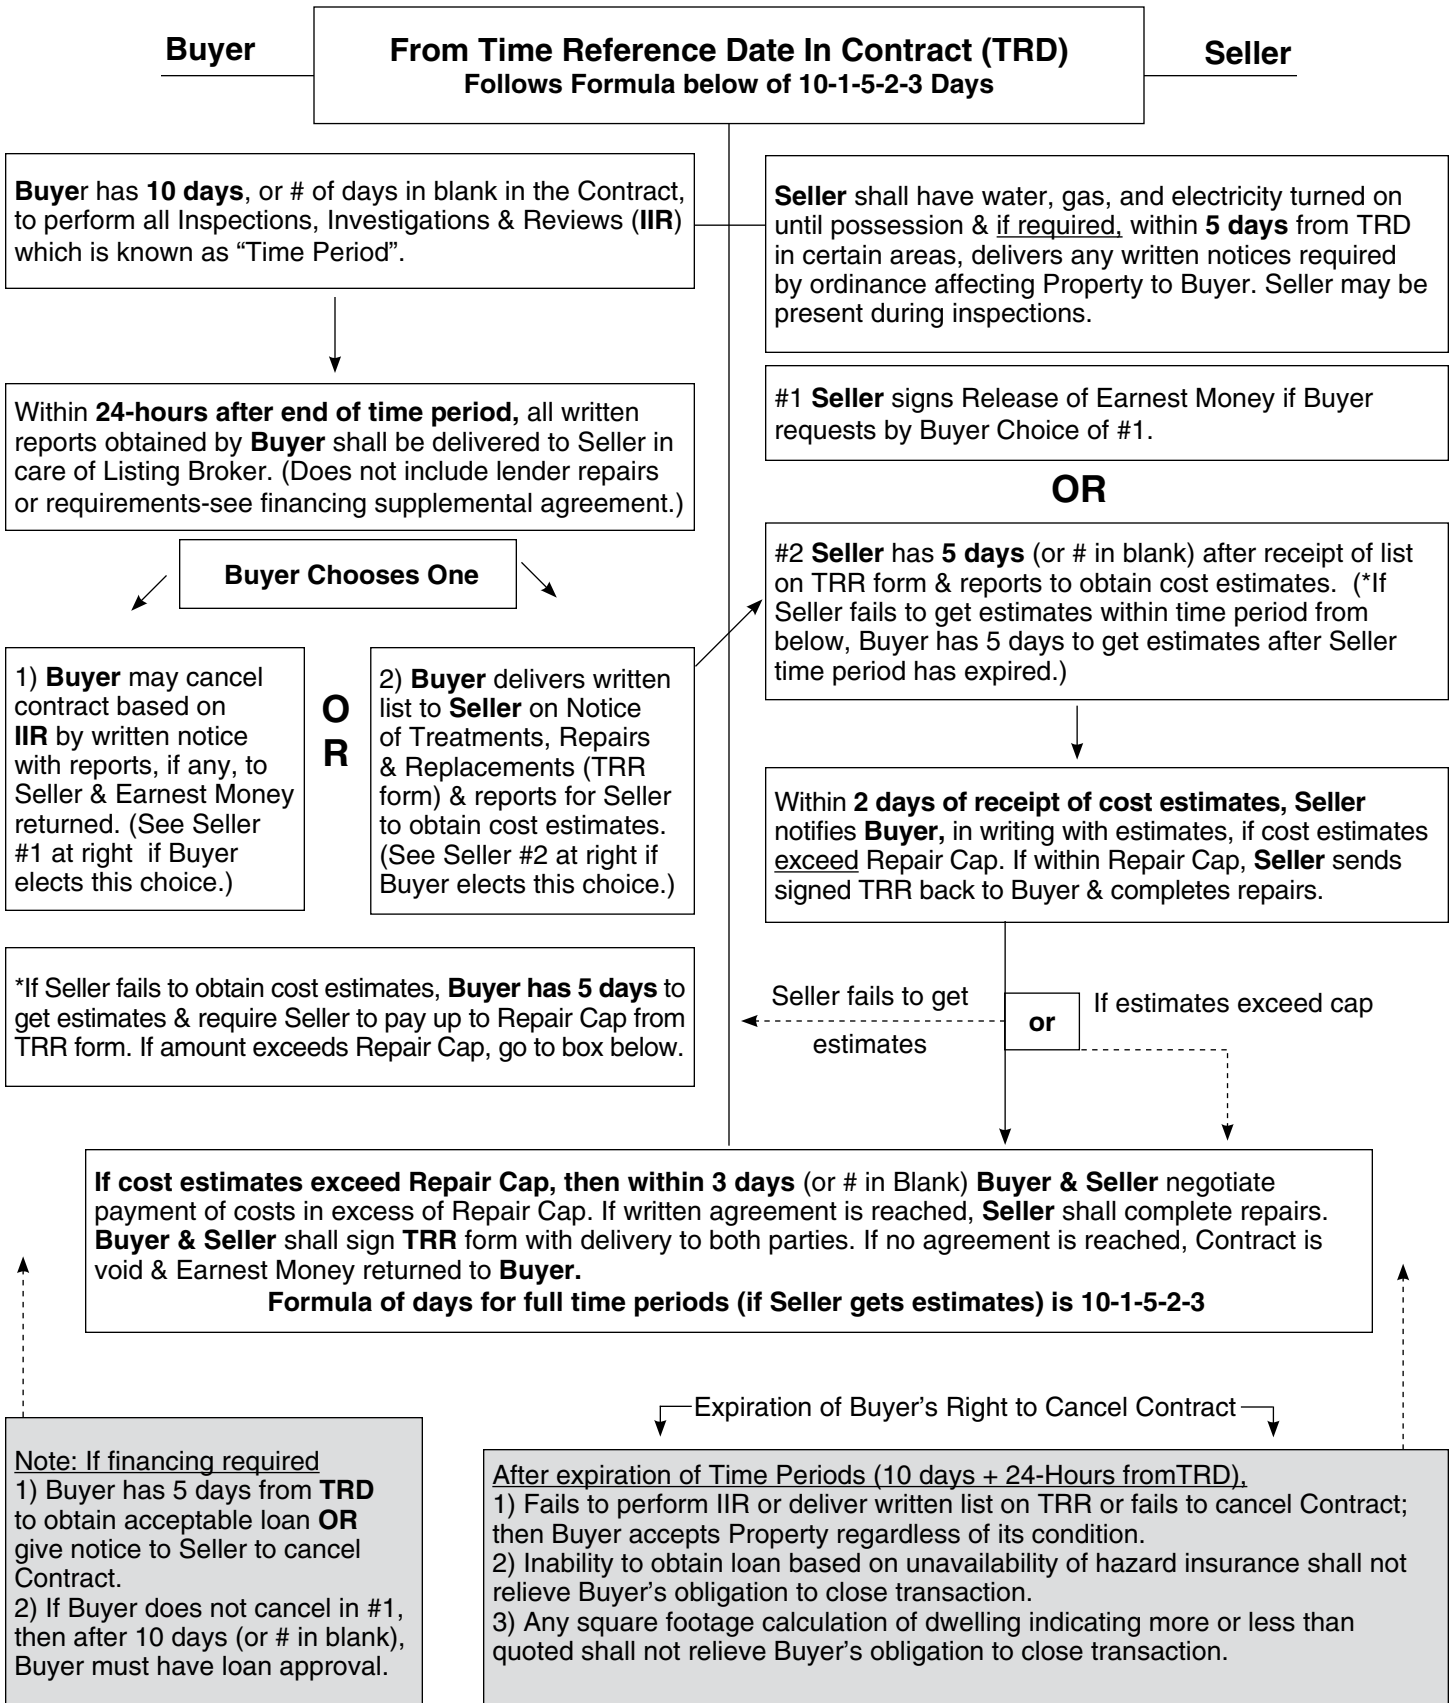 Buyer
From Time Reference Date In Contract (TRD)
Follows Formula below of 10-1-5-2-3 Days
Seller
Buyer has 10 days, or # of days in blank in the Contract,
to perform all Inspections, Investigations & Reviews (IIR)
which is known as “Time Period”.
Seller shall have water, gas, and electricity turned on
until possession & if required, within 5 days from TRD
in certain areas, delivers any written notices required
by ordinance affecting Property to Buyer. Seller may be
present during inspections.
Within 24-hours after end of time period, all written
reports obtained by Buyer shall be delivered to Seller in
care of Listing Broker. (Does not include lender repairs
or requirements-see financing supplemental agreement.)
#1 Seller signs Release of Earnest Money if Buyer
requests by Buyer Choice of #1.
OR
Buyer Chooses One
#2 Seller has 5 days (or # in blank) after receipt of list
on TRR form & reports to obtain cost estimates. (*If
Seller fails to get estimates within time period from
below, Buyer has 5 days to get estimates after Seller
time period has expired.)
1) Buyer may cancel
contract based on
IIR by written notice
with reports, if any, to
Seller & Earnest Money
returned. (See Seller
#1 at right if Buyer
elects this choice.)
O
R
2) Buyer delivers written
list to Seller on Notice
of Treatments, Repairs
& Replacements (TRR
form) & reports for Seller
to obtain cost estimates.
(See Seller #2 at right if
Buyer elects this choice.)
Within 2 days of receipt of cost estimates, Seller
notifies Buyer, in writing with estimates, if cost estimates
exceed Repair Cap. If within Repair Cap, Seller sends
signed TRR back to Buyer & completes repairs.
*If Seller fails to obtain cost estimates, Buyer has 5 days to
get estimates & require Seller to pay up to Repair Cap from
TRR form. If amount exceeds Repair Cap, go to box below.
Seller fails to get
estimates
or
If estimates exceed cap
If cost estimates exceed Repair Cap, then within 3 days (or # in Blank) Buyer & Seller negotiate
payment of costs in excess of Repair Cap. If written agreement is reached, Seller shall complete repairs.
Buyer & Seller shall sign TRR form with delivery to both parties. If no agreement is reached, Contract is
void & Earnest Money returned to Buyer.
Formula of days for full time periods (if Seller gets estimates) is 10-1-5-2-3
Expiration of Buyer’s Right to Cancel Contract
Note: If financing required
1) Buyer has 5 days from TRD
to obtain acceptable loan OR
give notice to Seller to cancel
Contract.
2) If Buyer does not cancel in #1,
then after 10 days (or # in blank),
Buyer must have loan approval.
After expiration of Time Periods (10 days + 24-Hours fromTRD),
1) Fails to perform IIR or deliver written list on TRR or fails to cancel Contract;
then Buyer accepts Property regardless of its condition.
2) Inability to obtain loan based on unavailability of hazard insurance shall not
relieve Buyer’s obligation to close transaction.
3) Any square footage calculation of dwelling indicating more or less than
quoted shall not relieve Buyer’s obligation to close transaction.